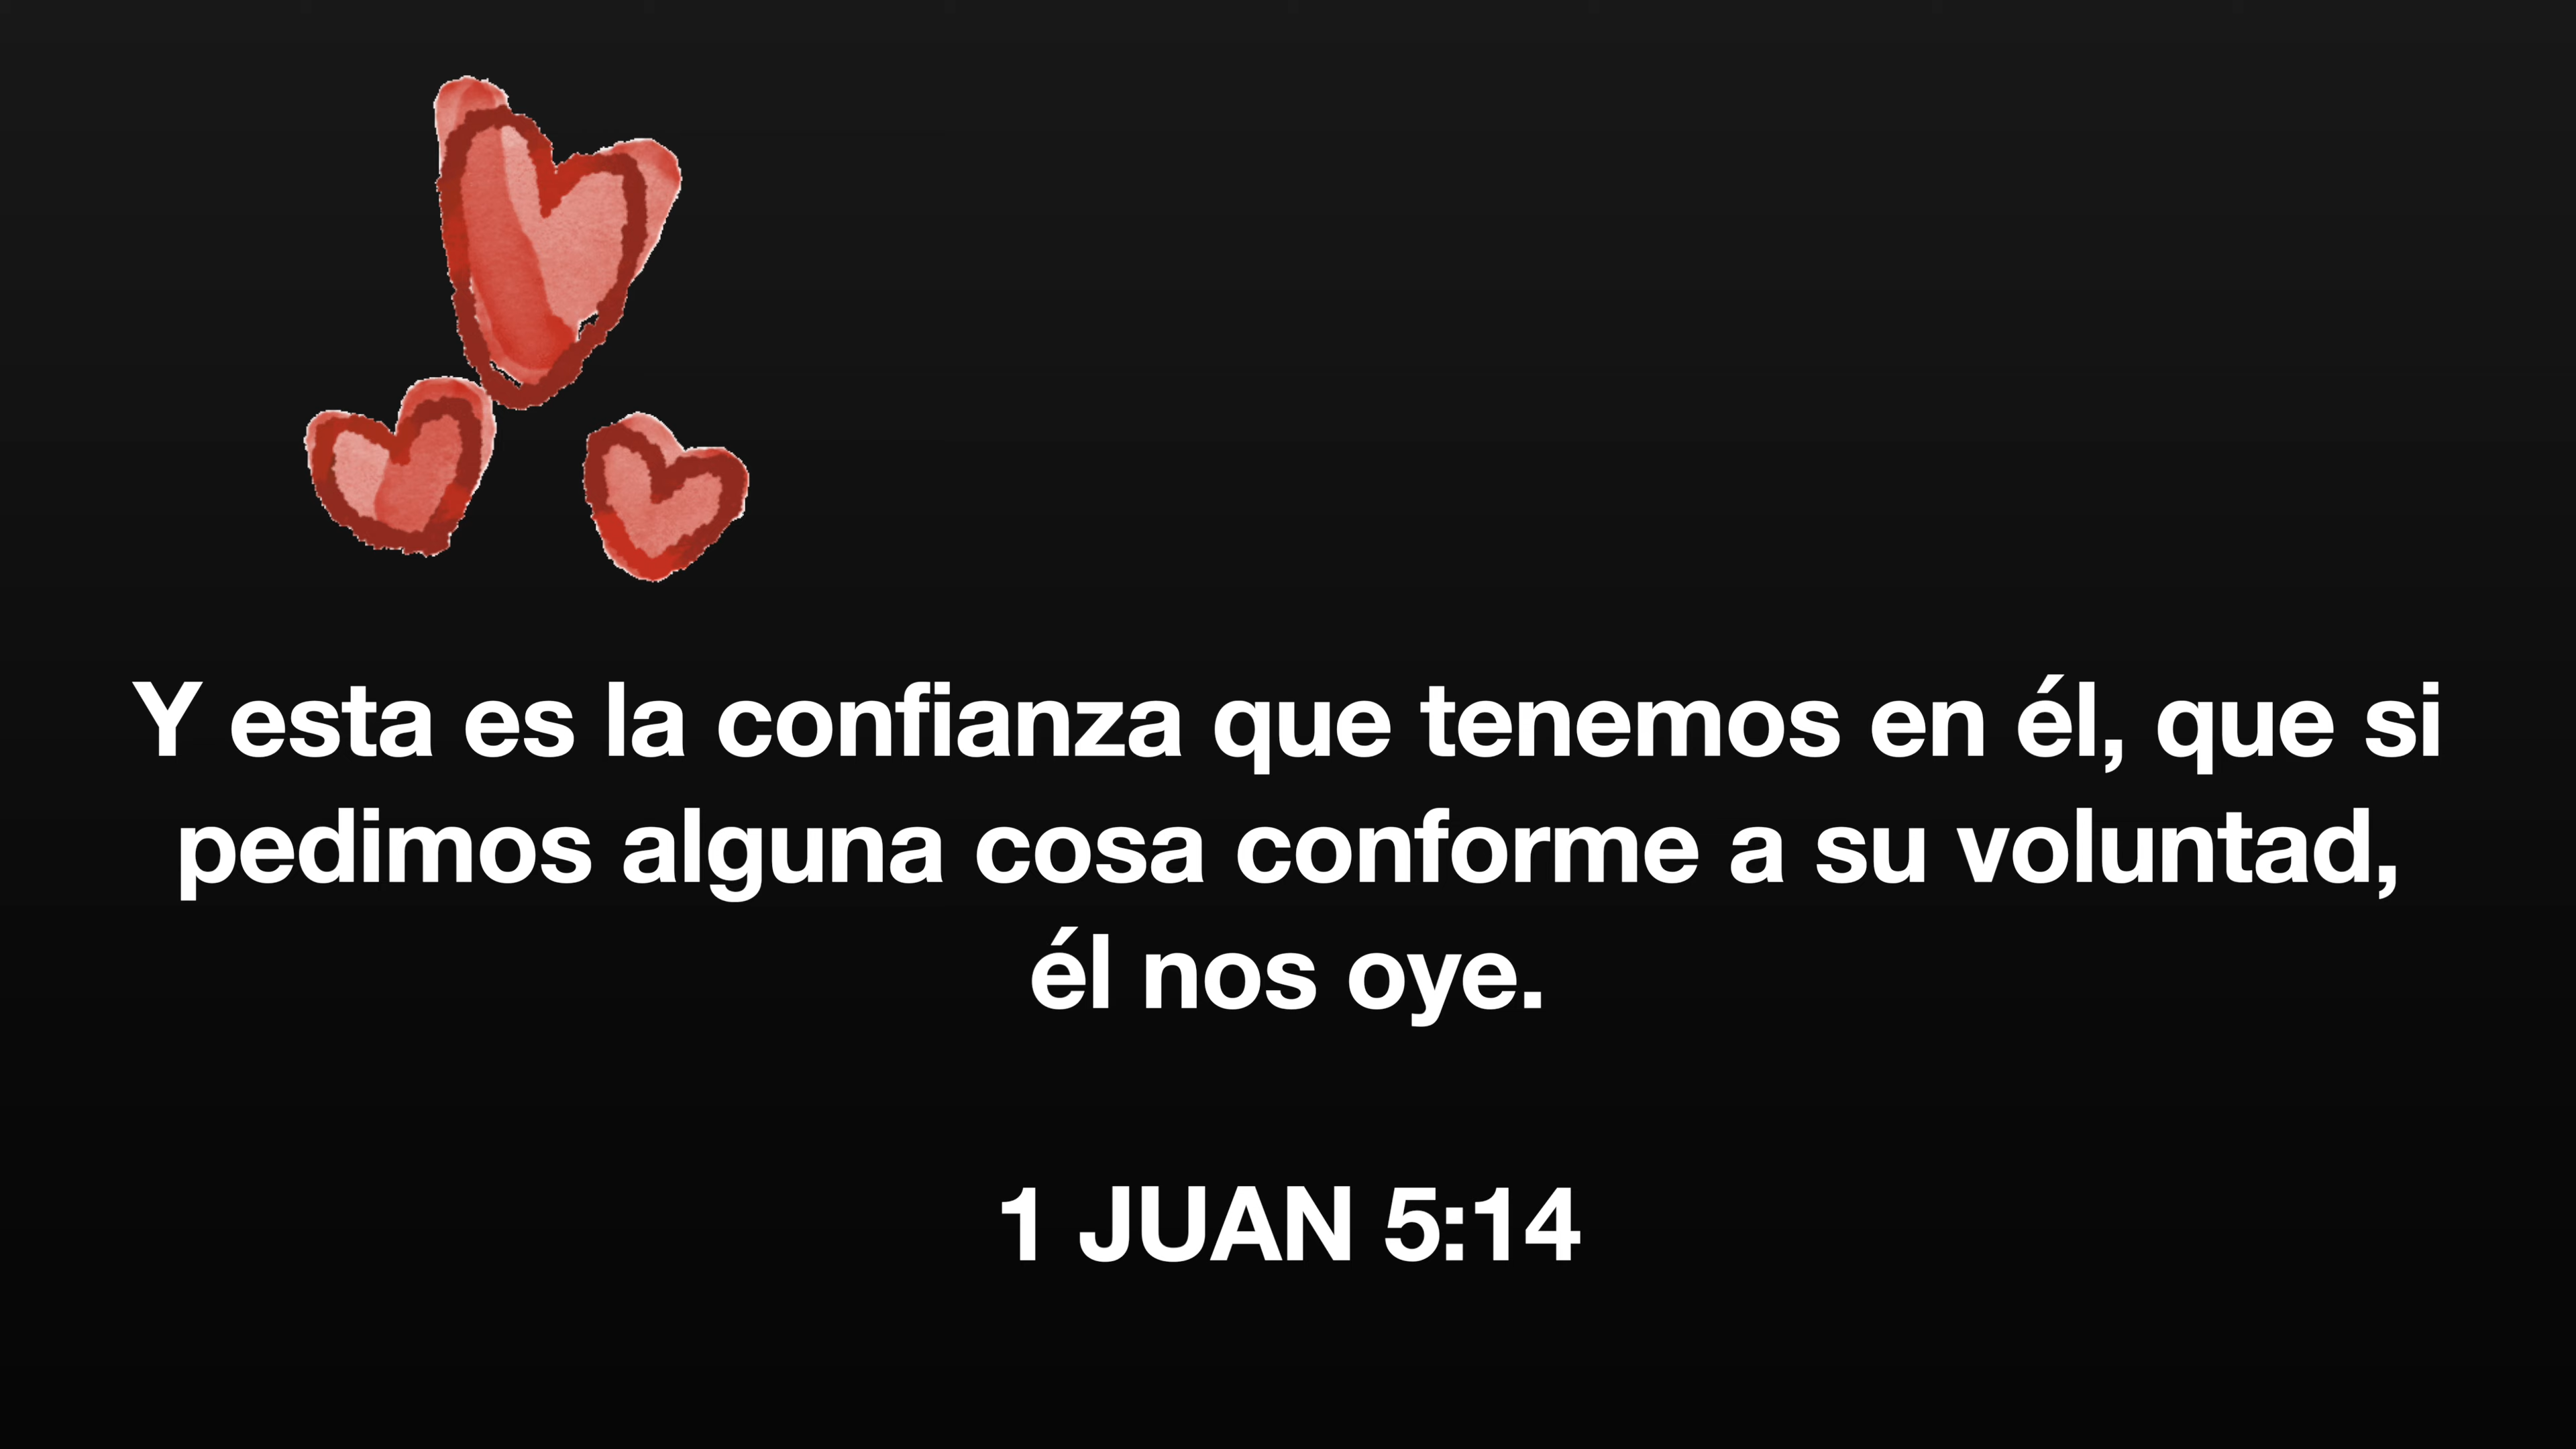 Y esta es la confianza que tenemos en él, que si
pedimos alguna cosa conforme a su voluntad,
él nos oye.
1 JUAN 5:14